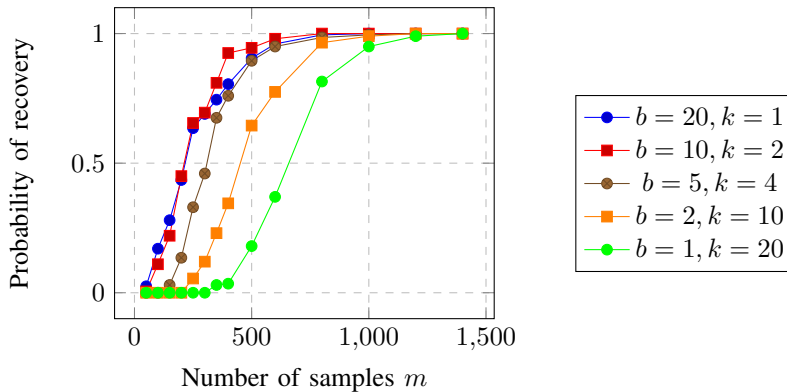 1
0.5
0
0
500
1,000
1,500
Probability of recovery
Number of samples m
b = 20, k = 1
b = 10, k = 2
b = 5, k = 4
b = 2, k = 10
b = 1, k = 20